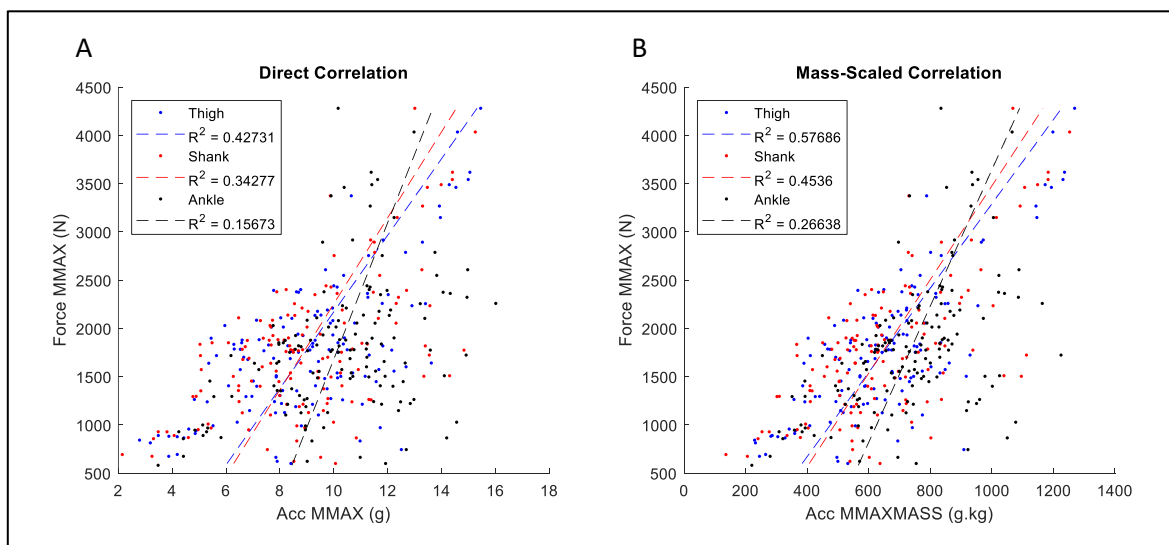 A
Direct Correlation
4500
4000
3500
3000
2500
2000
1500
1000
500
Force MMAX (N)
Thigh
R² = 0.42731
Shank
R² = 0.34277
Ankle
R² = 0.15673
2 4 6 8 10 12 14 16 18
Acc MMAX (g)
B
Mass-Scaled Correlation
4500
4000
3500
3000
2500
2000
1500
1000
500
Force MMAX (N)
Thigh
R² = 0.57686
Shank
R² = 0.4536
Ankle
R² = 0.26638
0 200 400 600 800 1000 1200 1400
Acc MMAXMASS (g.kg)